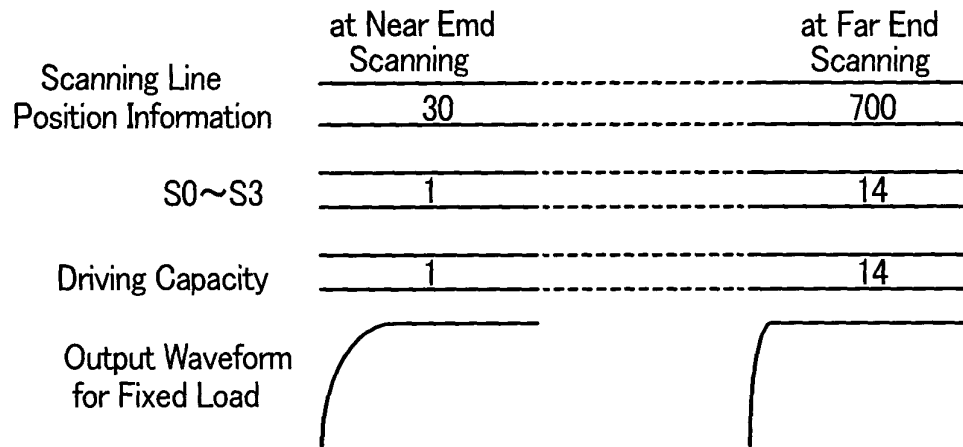 at Near Emd
Scanning
at Far End
Scanning
Scanning Line
Position Information
30
700
S0～S3
1
14
Driving Capacity
1
14
Output Waveform
for Fixed Load